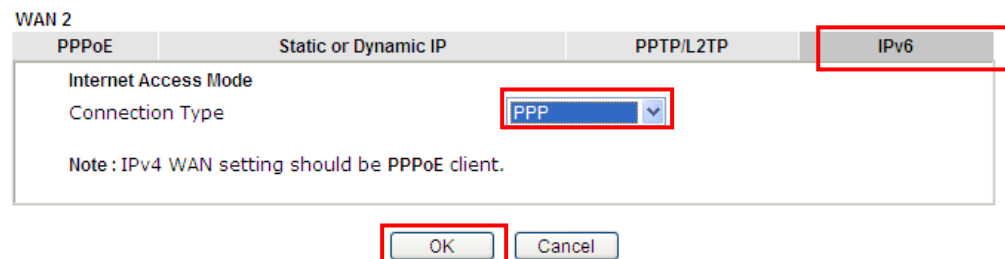 WAN 2
PPPoE Static or Dynamic IP PPTP/L2TP IPv6
Internet Access Mode
Connection Type PPP
Note : IPv4 WAN setting should be PPPoE client.
OK Cancel